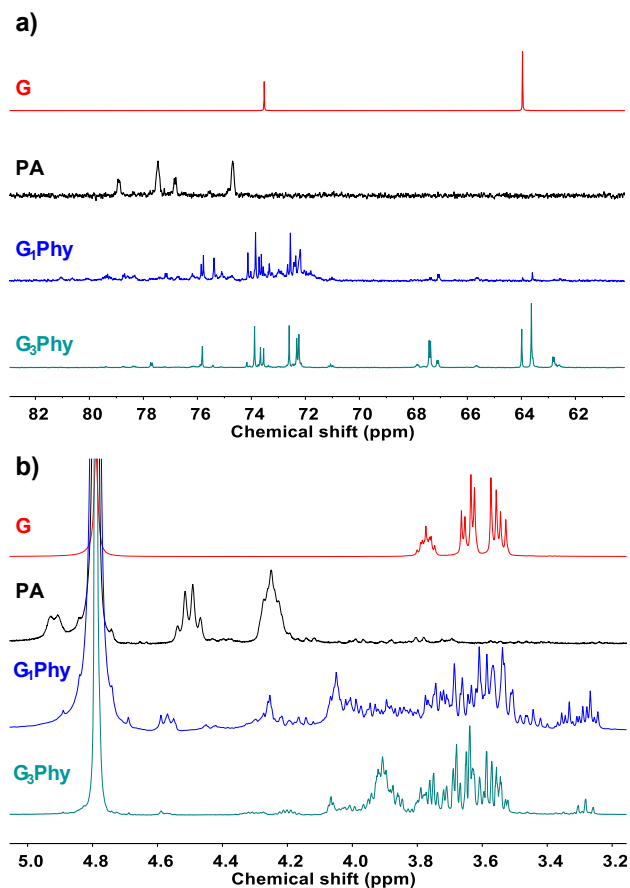 a)
G
PA
G₁Phy
G₃Phy
82 80 78 76 74 72 70 68 66 64 62
Chemical shift (ppm)
b)
G
PA
G₁Phy
G₃Phy
5.0 4.8 4.6 4.4 4.2 4.0 3.8 3.6 3.4 3.2
Chemical shift (ppm)